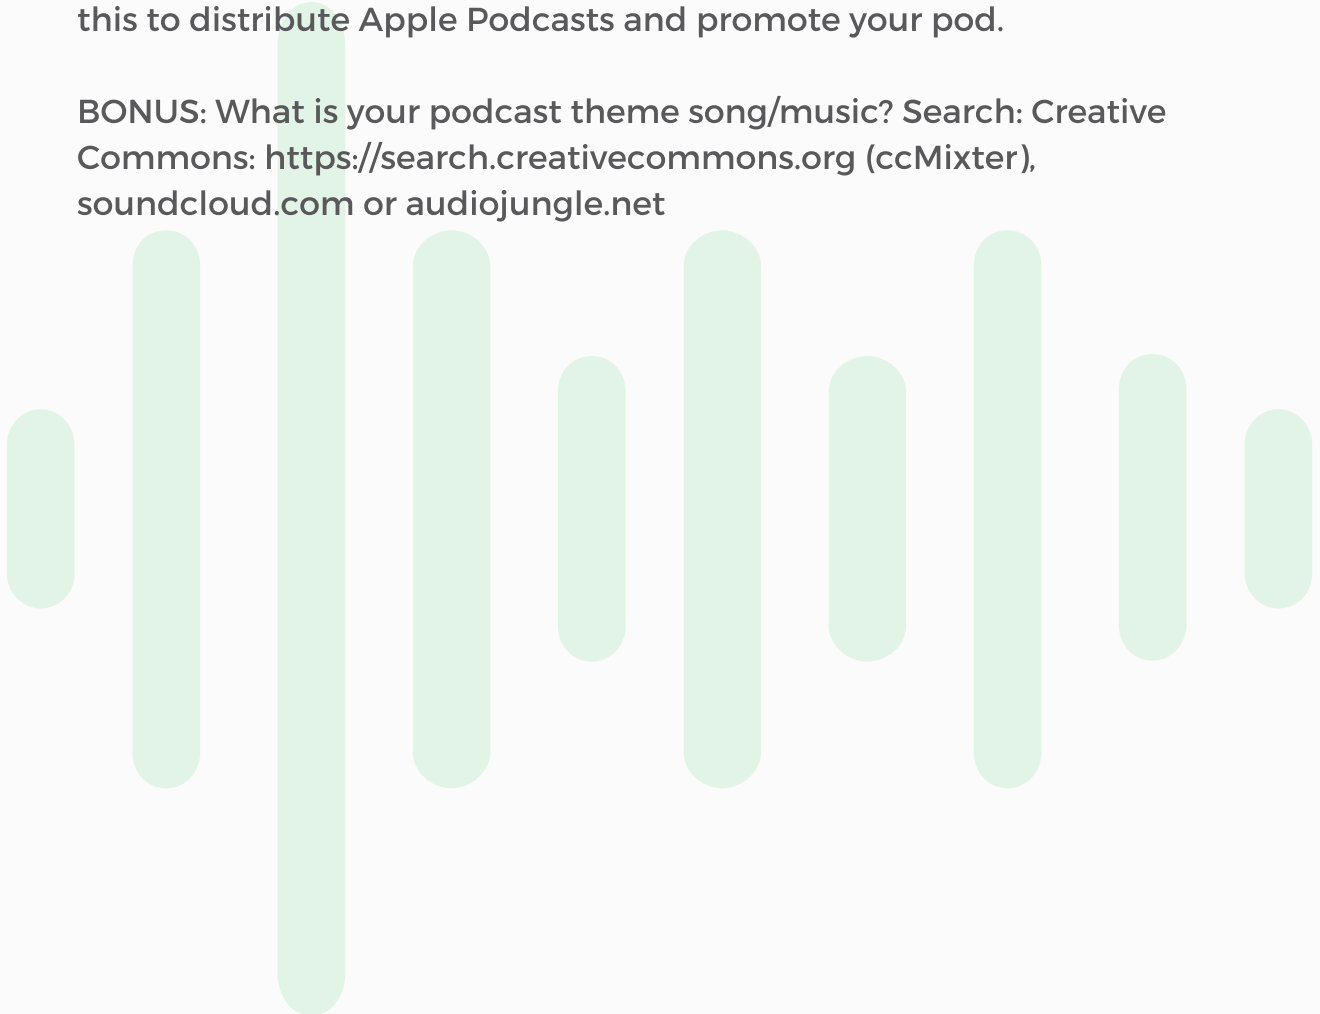 this to distribute Apple Podcasts and promote your pod.
BONUS: What is your podcast theme song/music? Search: Creative
Commons: https://search.creativecommons.org (ccMixter),
soundcloud.com or audiojungle.net